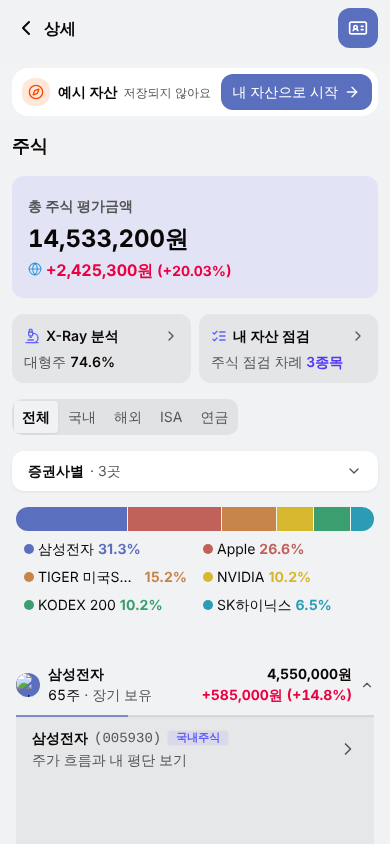 상세
예시 자산 저장되지 않아요 내 자산으로 시작
주식
총 주식 평가금액
14,533,200원
+2,425,300원 (+20.03%)
X-Ray 분석
대형주 74.6%
내 자산 점검
주식 점검 차례 3종목
전체 국내 해외 ISA 연금
증권사별 · 3곳
삼성전자 31.3% Apple 26.6%
TIGER 미국S... 15.2% NVIDIA 10.2%
KODEX 200 10.2% SK하이닉스 6.5%
삼성전자 4,550,000원
65주 · 장기 보유 +585,000원 (+14.8%)
삼성전자 (005930) 국내주식
주가 흐름과 내 평단 보기